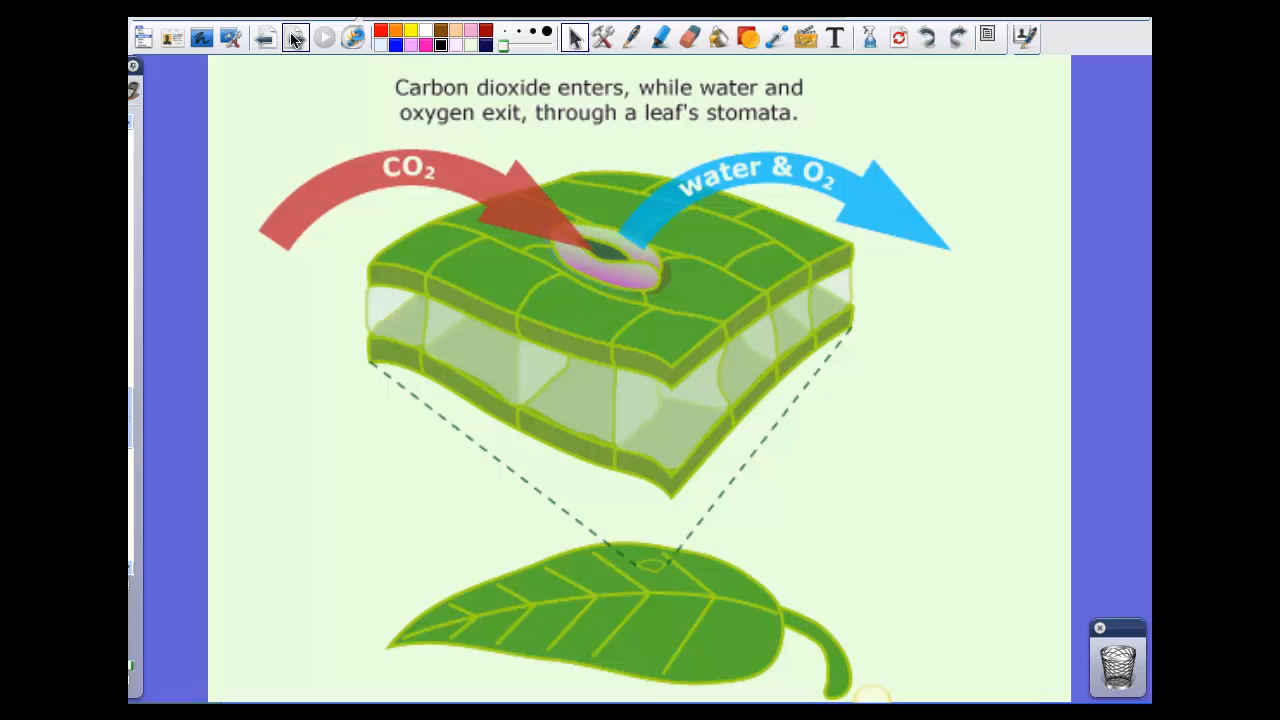 Carbon dioxide enters, while water and
oxygen exit, through a leaf's stomata.
CO₂
water & O₂